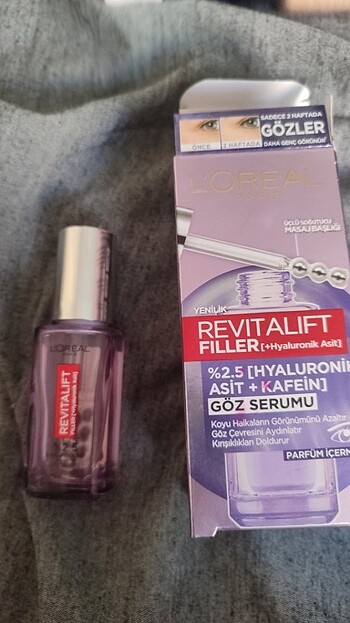 SADECE 2 HAFTADA
GÖZLER
DAHA GENÇ GÖRÜNÜR
ÖNCE
2 HAFTADA
L'ORÉAL
PARIS
ÜÇLÜ SOĞUTUCU
MASAJ BAŞLIĞI
YENİLİK
REVITALIFT
FILLER [+Hyaluronik Asit]
%2.5 [HYALURONİ
ASİT + KAFEİN]
GÖZ SERUMU
Koyu Halkaların Görünümünü Azaltır
Göz Çevresini Aydınlatır
Kırışıklıkları Doldurur
PARFÜM İÇERM
L'ORÉAL
PARIS
REVITALIFT
FILLER [+Hyaluronik Asit]